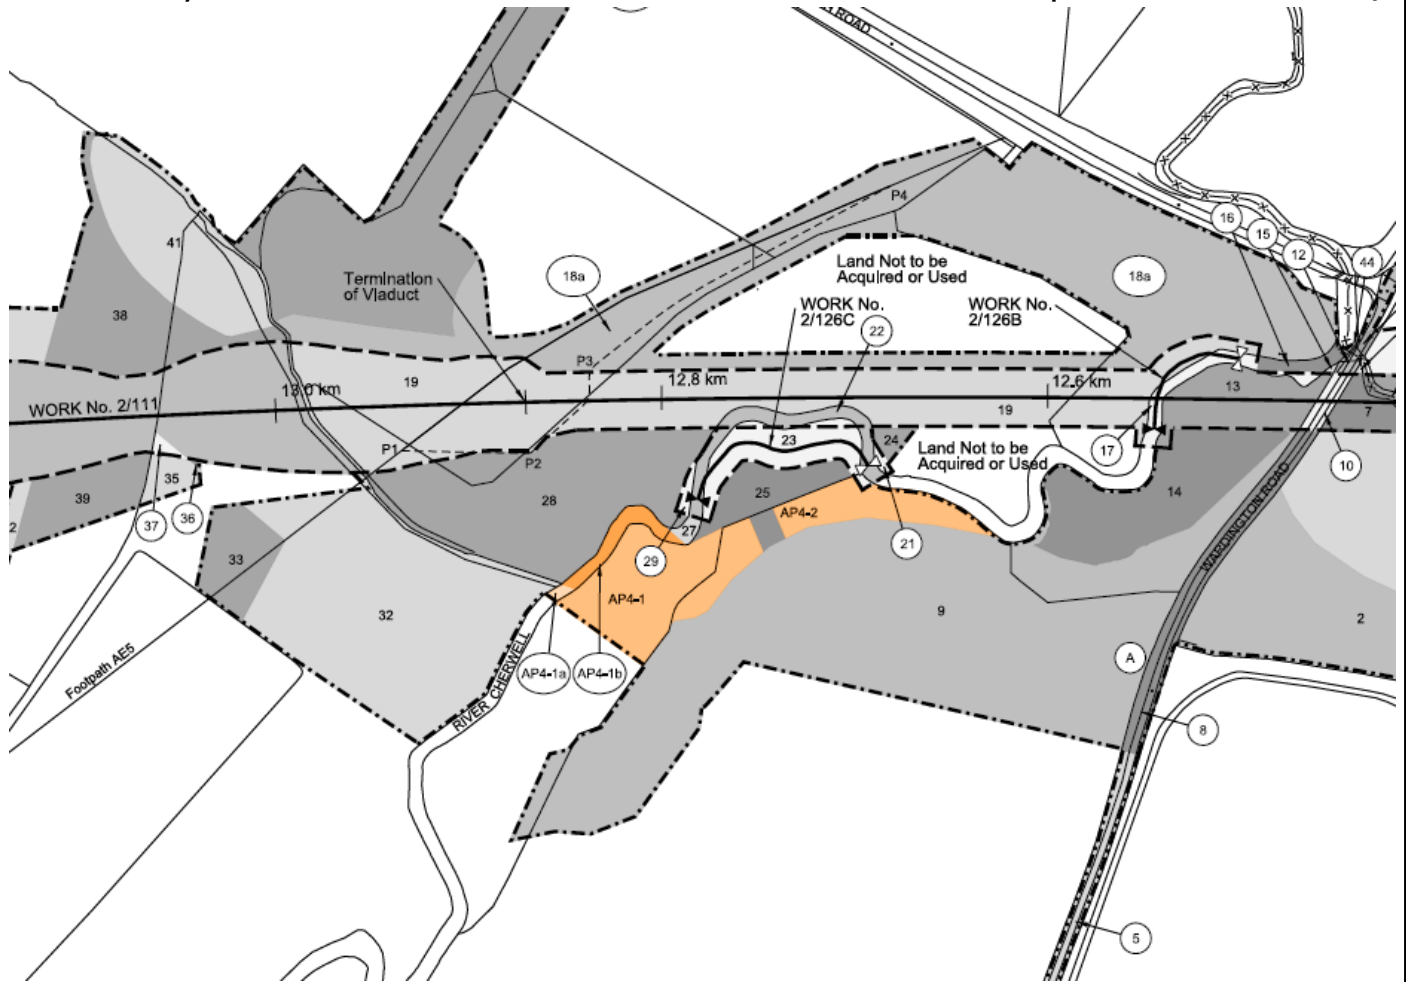 N ROAD
16
15
12
44
41
18a
18a
P4
Land Not to be
Acquired or Used
Termination
of Viaduct
WORK No.
2/126C
WORK No.
2/126B
22
38
P3
19
12.8 km
12.6 km
13.0 km
13
WORK No. 2/111
19
7
P1
P2
23
24
Land Not to be
Acquired or Used
17
10
35
39
28
25
14
2
37
36
AP4-2
27
29
21
33
WARDINGTON ROAD
AP4-1
32
9
2
Footpath AE5
RIVER CHERWELL
AP4-1a
AP4-1b
A
8
5